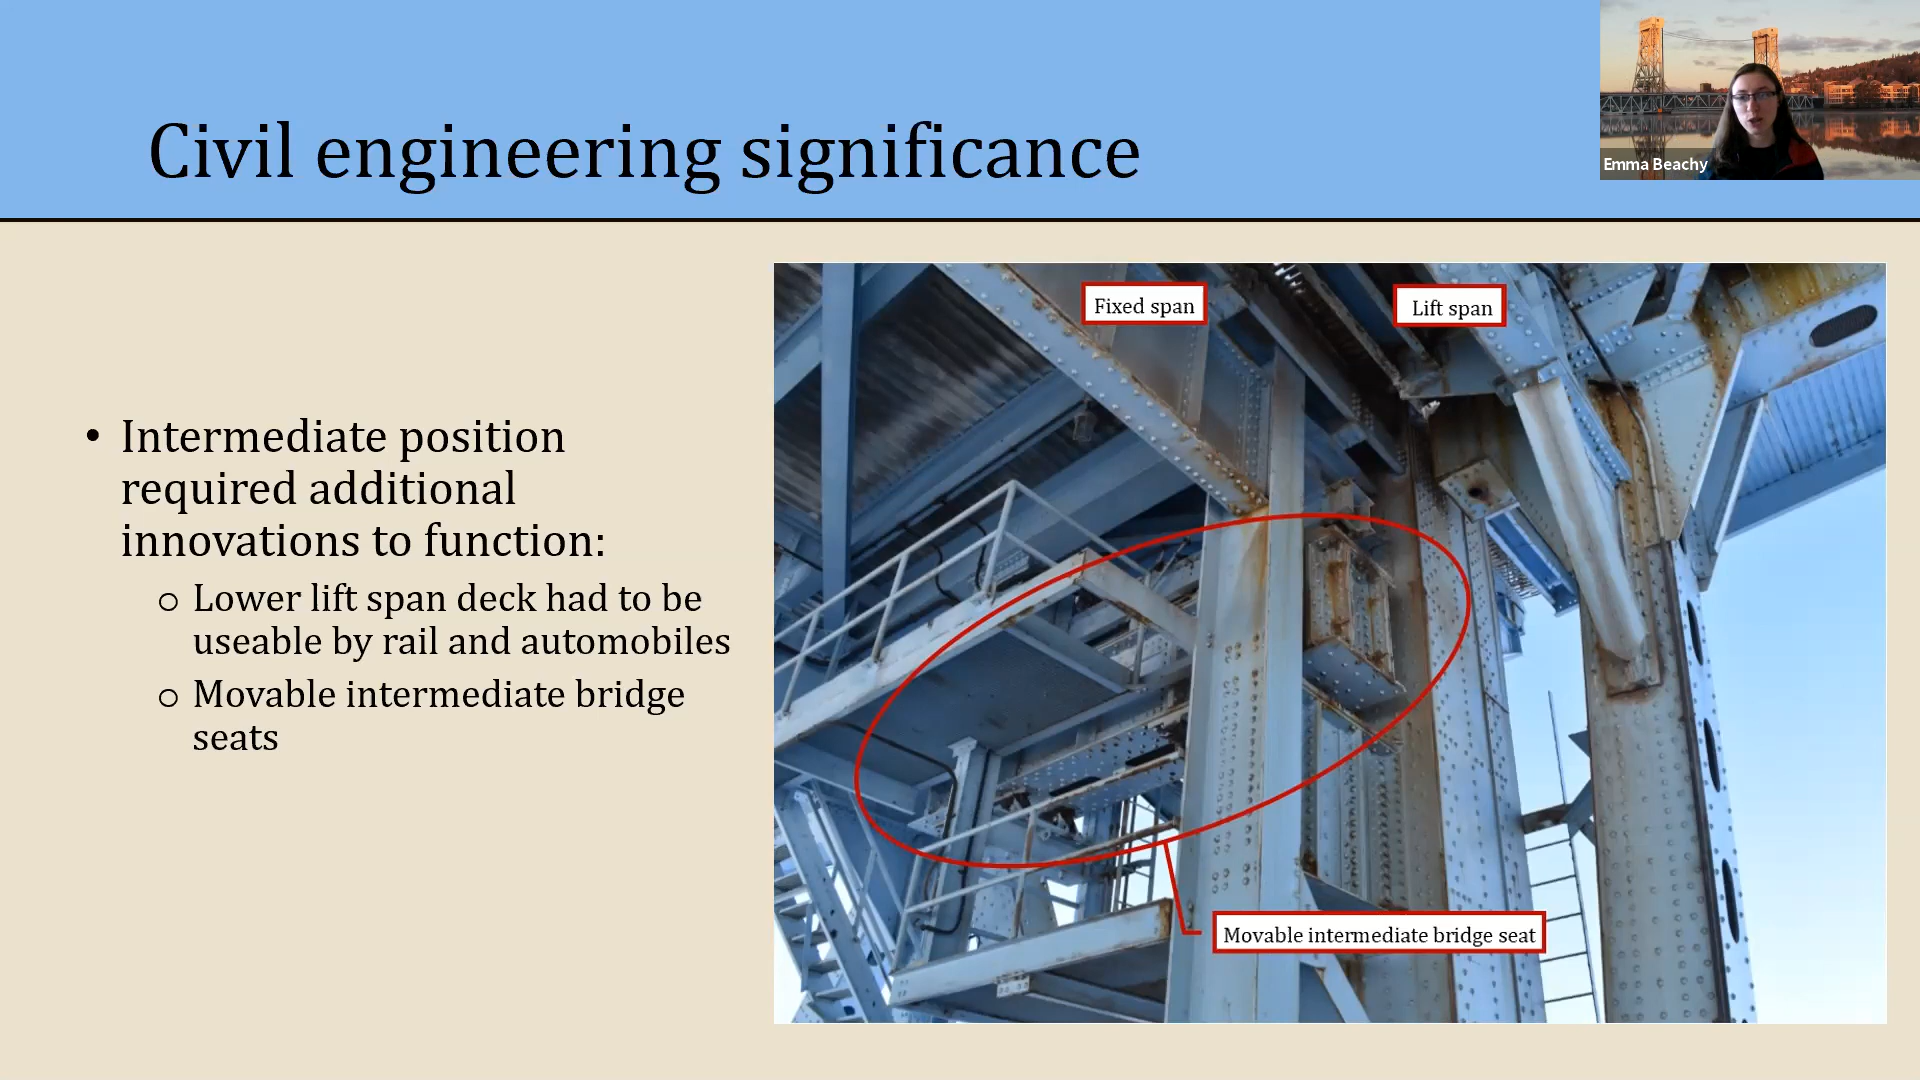 Civil engineering significance
Emma Beachy
• Intermediate position
required additional
innovations to function:
o Lower lift span deck had to be
useable by rail and automobiles
o Movable intermediate bridge
seats
Fixed span
Lift span
Movable intermediate bridge seat